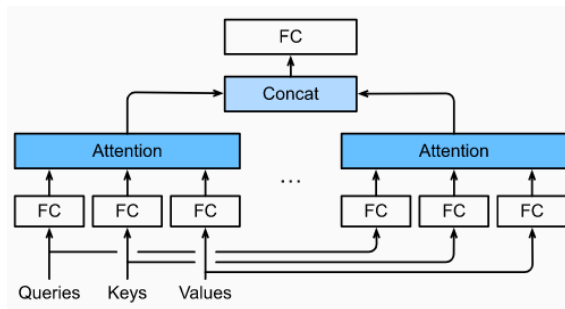 FC
Concat
Attention ... Attention
FC FC FC FC FC FC
Queries Keys Values